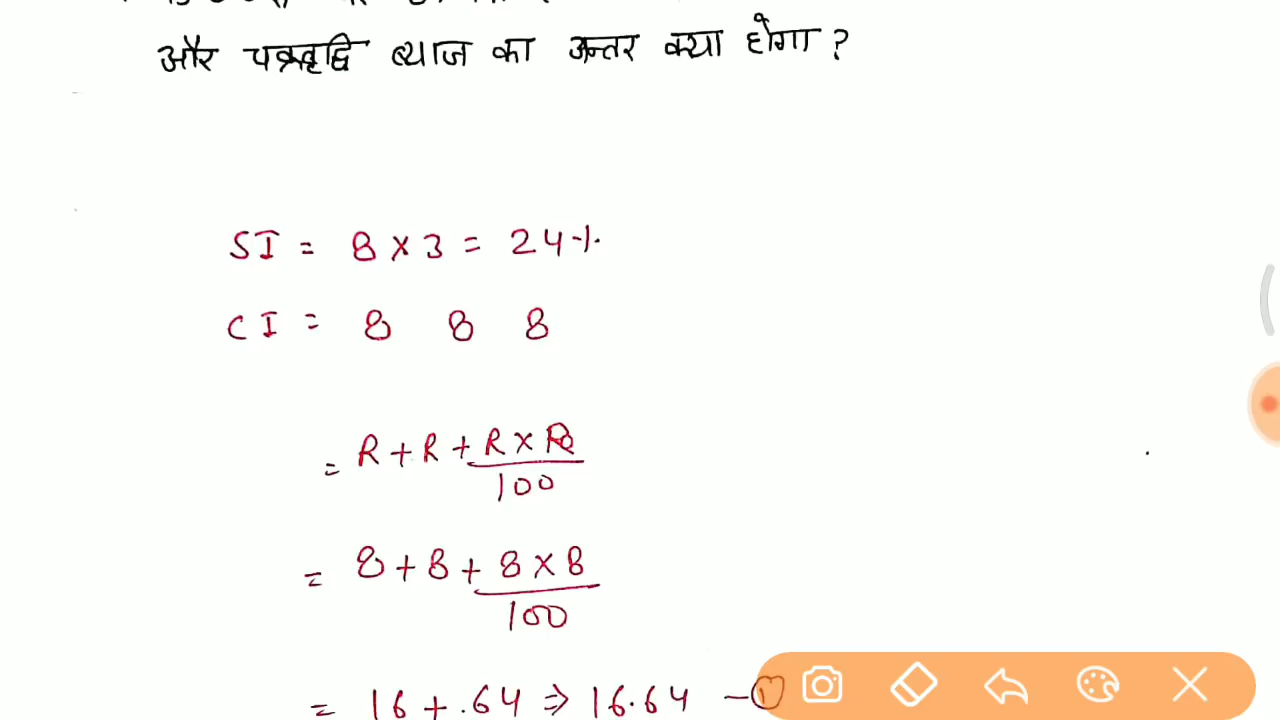 और चक्रवृद्धि ब्याज का अन्तर क्या होगा?
SI = 8 × 3 = 24%
CI = 8 8 8
= R + R + R × R / 100
= 8 + 8 + 8 × 8 / 100
= 16 + .64 ⇒ 16.64 — ①